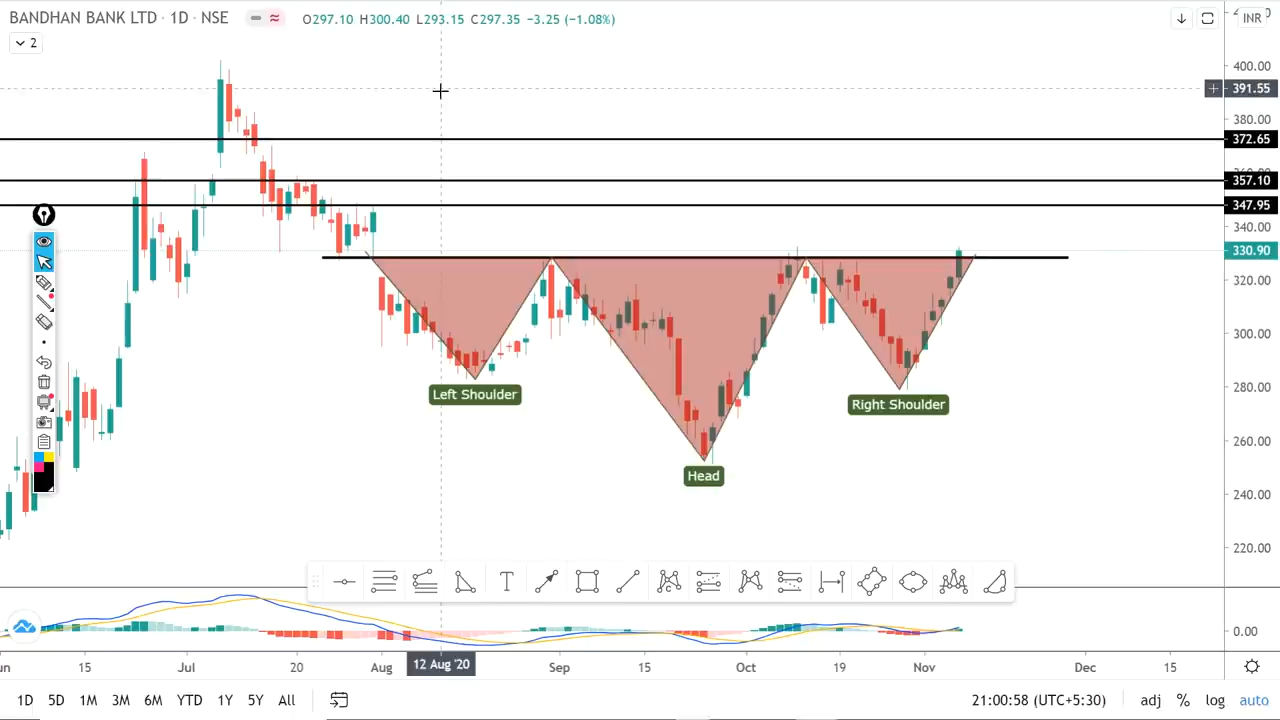 BANDHAN BANK LTD · 1D · NSE
O297.10 H300.40 L293.15 C297.35 −3.25 (−1.08%)
INR
2
400.00
391.55
380.00
372.65
357.10
347.95
340.00
330.90
320.00
300.00
280.00
260.00
240.00
220.00
Left Shoulder
Right Shoulder
Head
T
0.00
15
Jul
20
Aug
12 Aug '20
Sep
15
Oct
19
Nov
Dec
15
1D 5D 1M 3M 6M YTD 1Y 5Y All
21:00:58 (UTC+5:30) adj % log auto